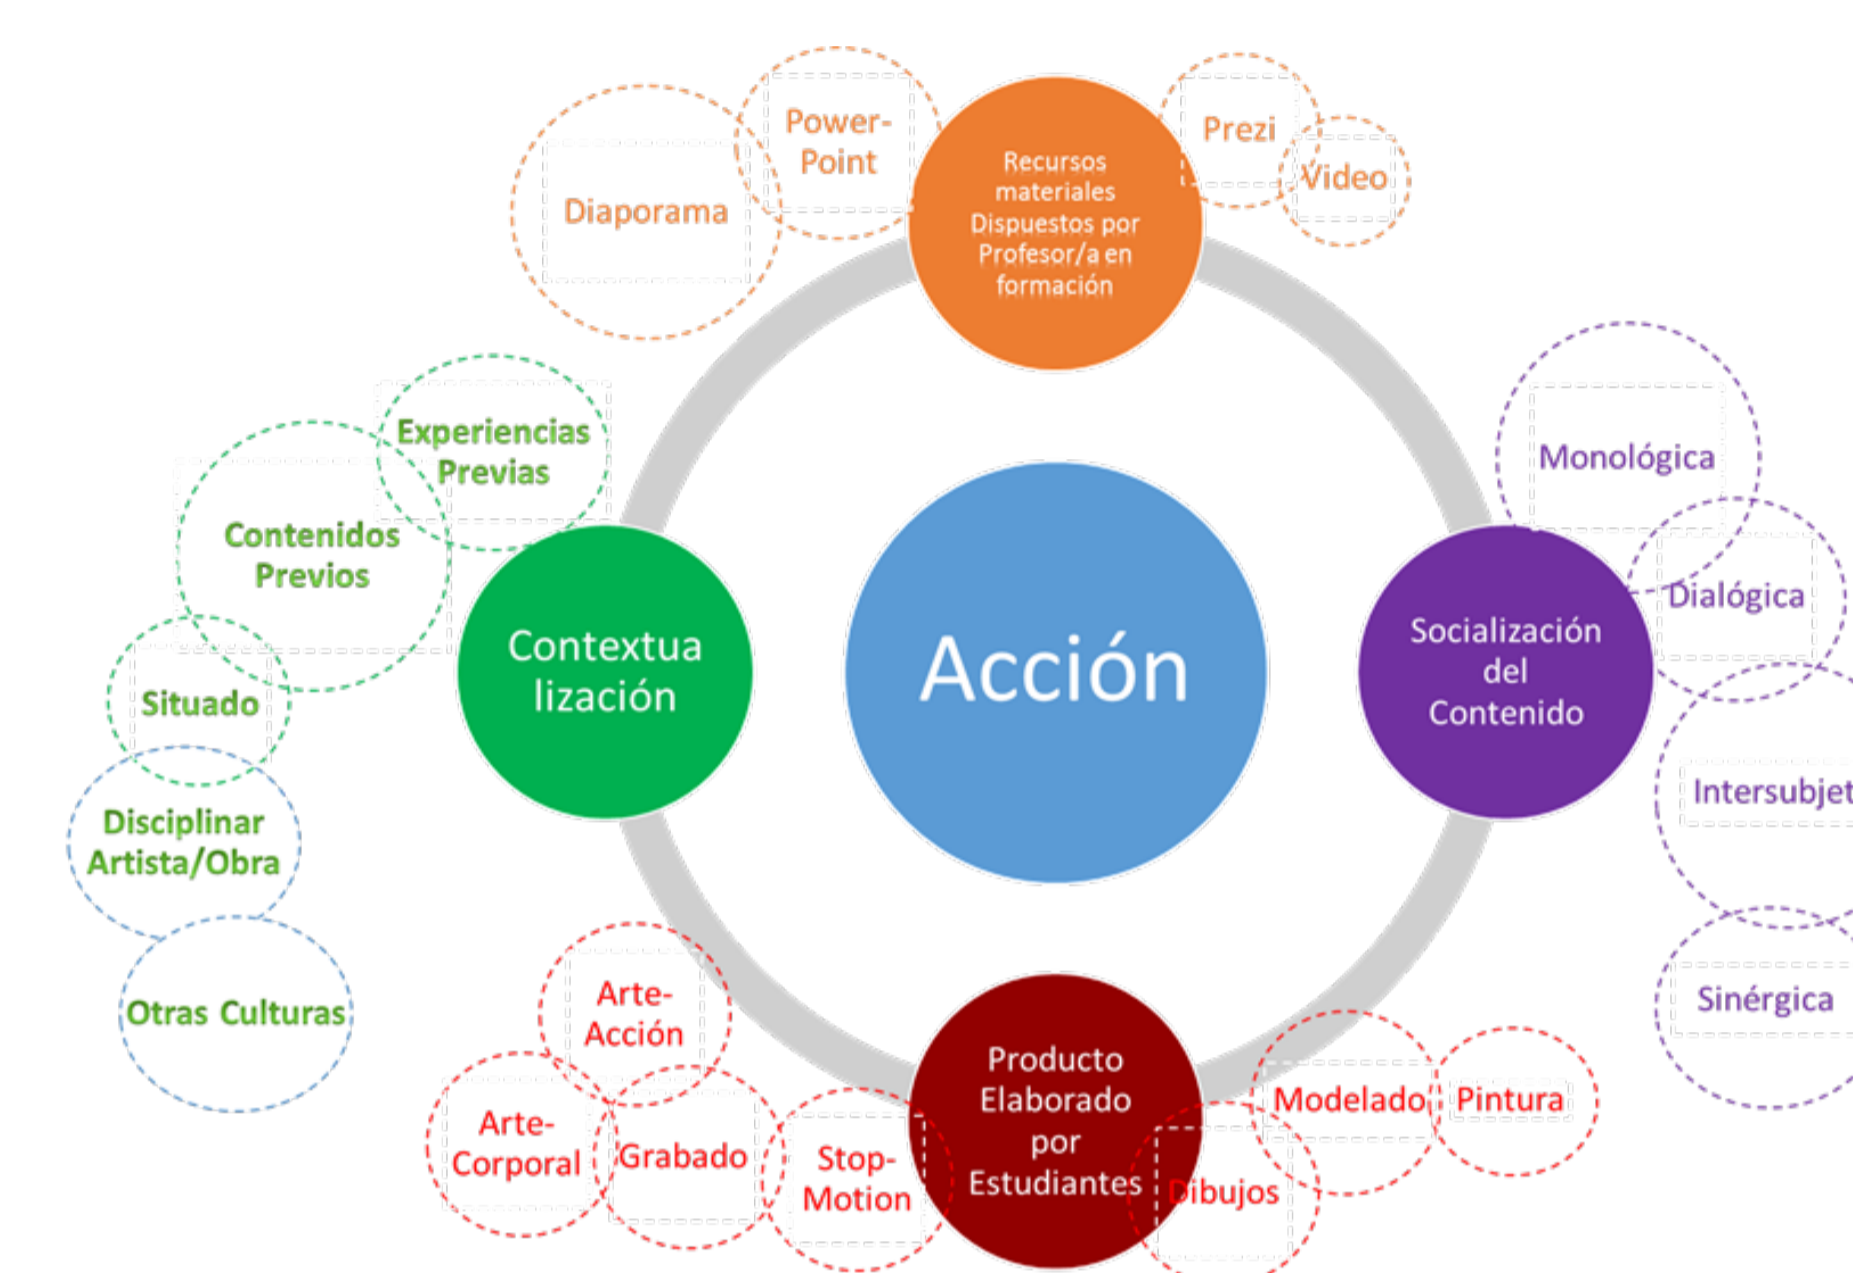 Power-
Point
Diaporama
Recursos
materiales
Dispuestos por
Profesor/a en
formación
Prezi
Video
Experiencias
Previas
Contenidos
Previos
Situado
Disciplinar
Artista/Obra
Otras Culturas
Contextua
lización
Acción
Socialización
del
Contenido
Monológica
Dialógica
Intersubjet
Sinérgica
Arte-
Acción
Arte-
Corporal
Grabado
Stop-
Motion
Producto
Elaborado
por
Estudiantes
Dibujos
Modelado
Pintura